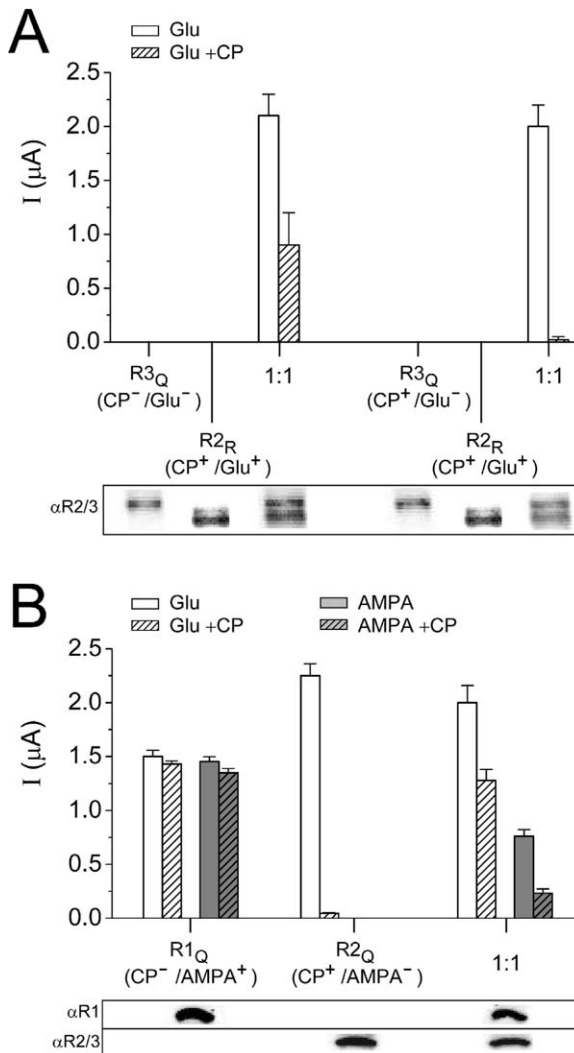 A
Glu
Glu +CP
I (μA)
2.5
2.0
1.5
1.0
0.5
0.0
R3Q
(CP⁻/Glu⁻)
1:1
R3Q
(CP⁺/Glu⁻)
1:1
R2R
(CP⁺/Glu⁺)
R2R
(CP⁺/Glu⁺)
αR2/3
B
Glu
Glu +CP
AMPA
AMPA +CP
I (μA)
2.5
2.0
1.5
1.0
0.5
0.0
R1Q
(CP⁻/AMPA⁺)
R2Q
(CP⁺/AMPA⁻)
1:1
αR1
αR2/3